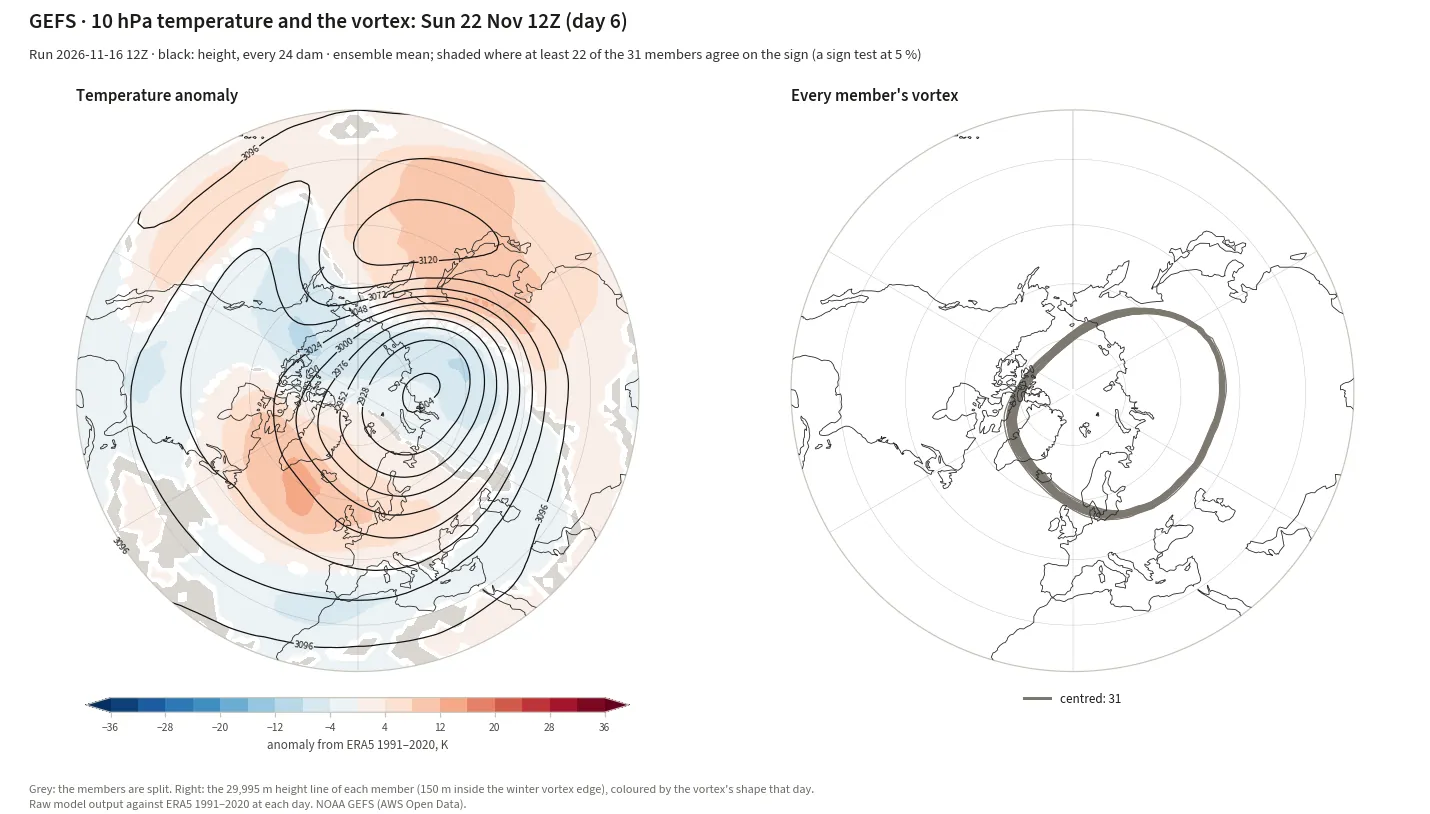 GEFS · 10 hPa temperature and the vortex: Sun 22 Nov 12Z (day 6)
Run 2026-11-16 12Z · black: height, every 24 dam · ensemble mean; shaded where at least 22 of the 31 members agree on the sign (a sign test at 5 %)
Temperature anomaly
Every member's vortex
3096
3120
3072
3048
3024
3000
2976
2952
2928
2904
3096
3096
3096
centred: 31
−36 −28 −20 −12 −4 4 12 20 28 36
anomaly from ERA5 1991–2020, K
Grey: the members are split. Right: the 29,995 m height line of each member (150 m inside the winter vortex edge), coloured by the vortex's shape that day.
Raw model output against ERA5 1991–2020 at each day. NOAA GEFS (AWS Open Data).